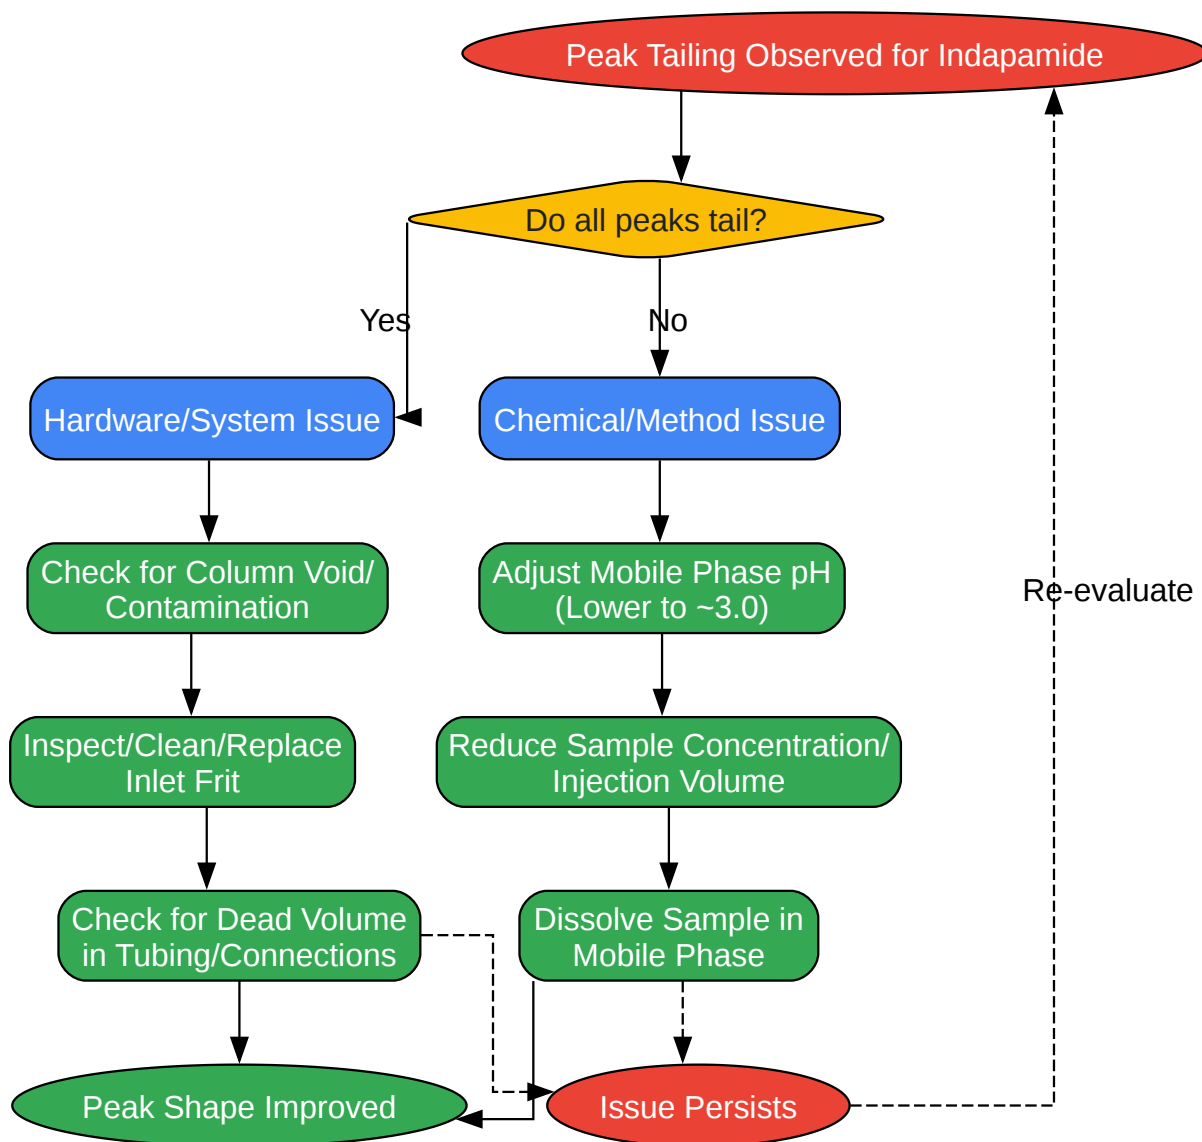 Peak Tailing Observed for Indapamide
Do all peaks tail?
Yes
No
Hardware/System Issue
Chemical/Method Issue
Check for Column Void/
Contamination
Adjust Mobile Phase pH
(Lower to ~3.0)
Re-evaluate
Inspect/Clean/Replace
Inlet Frit
Reduce Sample Concentration/
Injection Volume
Check for Dead Volume
in Tubing/Connections
Dissolve Sample in
Mobile Phase
Peak Shape Improved
Issue Persists